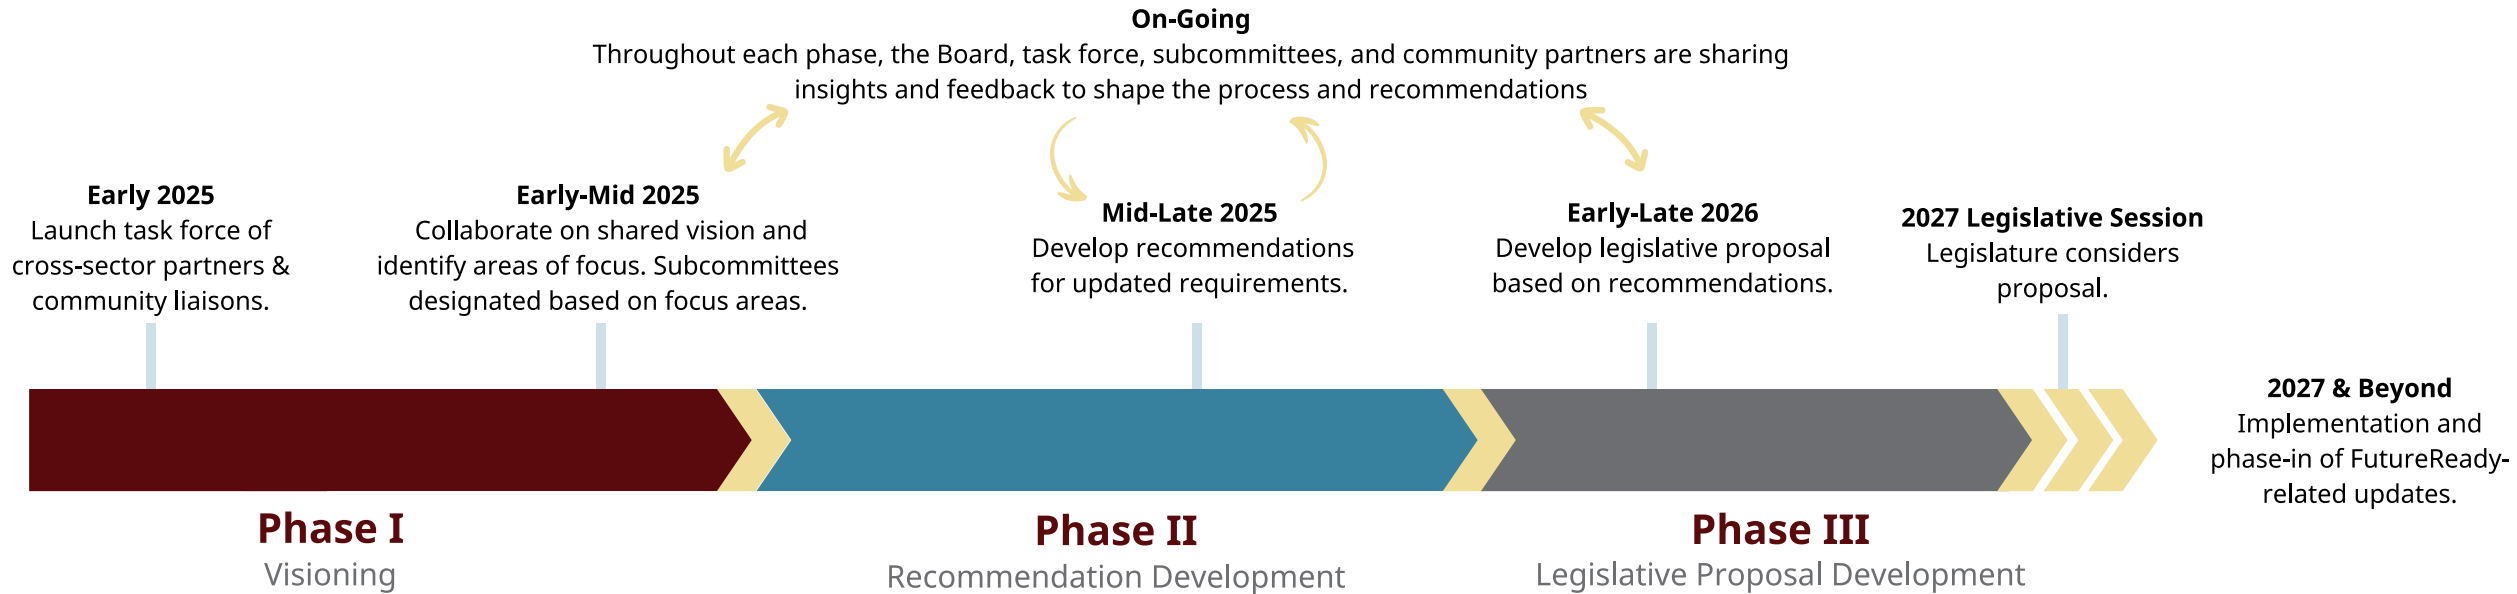 On-Going
Throughout each phase, the Board, task force, subcommittees, and community partners are sharing
insights and feedback to shape the process and recommendations
Early 2025
Launch task force of
cross-sector partners &
community liaisons.
Early-Mid 2025
Collaborate on shared vision and
identify areas of focus. Subcommittees
designated based on focus areas.
Mid-Late 2025
Develop recommendations
for updated requirements.
Early-Late 2026
Develop legislative proposal
based on recommendations.
2027 Legislative Session
Legislature considers
proposal.
2027 & Beyond
Implementation and
phase-in of FutureReady-
related updates.
Phase I
Visioning
Phase II
Recommendation Development
Phase III
Legislative Proposal Development